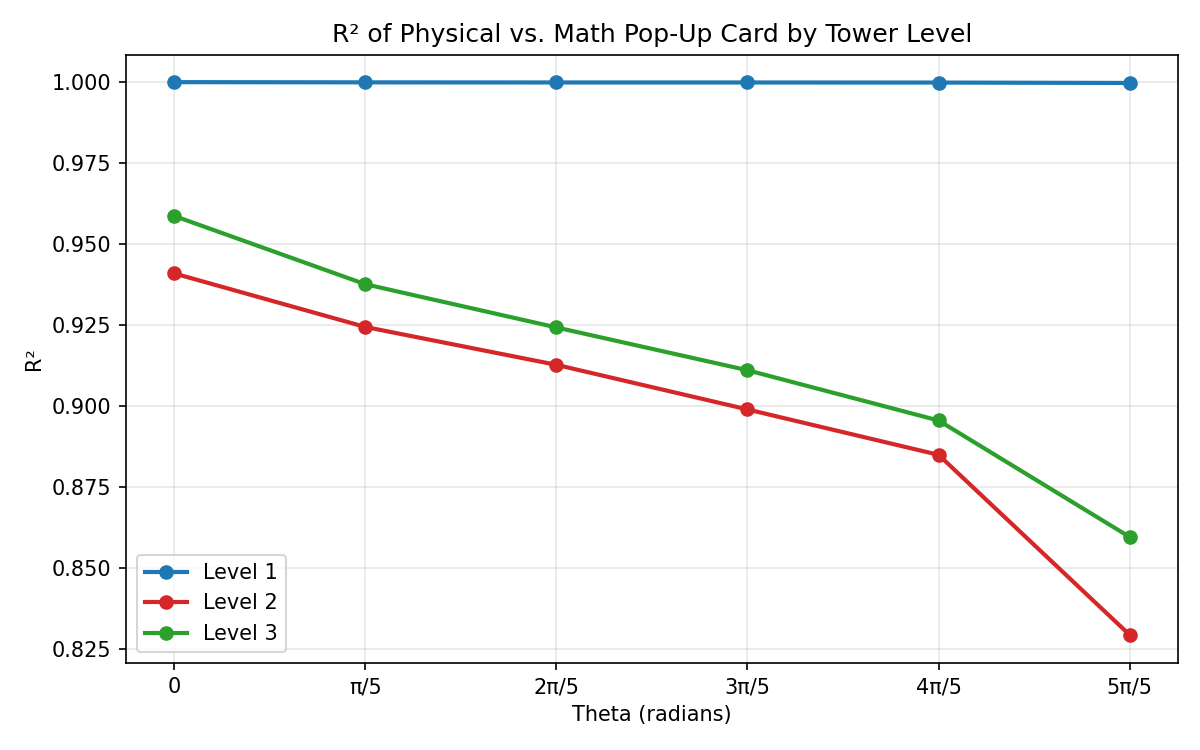 R² of Physical vs. Math Pop-Up Card by Tower Level
1.000
0.975
0.950
0.925
0.900
0.875
0.850
0.825
R²
Level 1
Level 2
Level 3
0 π/5 2π/5 3π/5 4π/5 5π/5
Theta (radians)